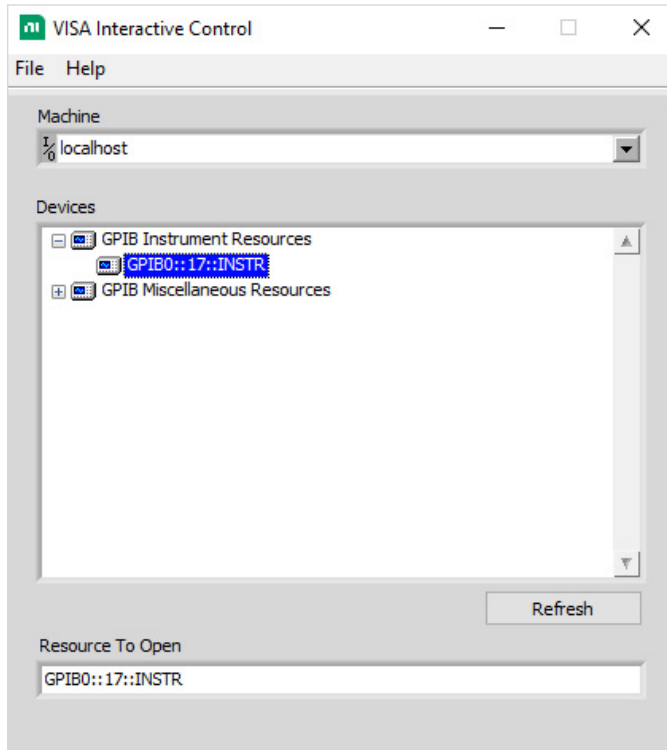 VISA Interactive Control
File Help
Machine
localhost
Devices
GPIB Instrument Resources
GPIB0::17::INSTR
GPIB Miscellaneous Resources
Refresh
Resource To Open
GPIB0::17::INSTR